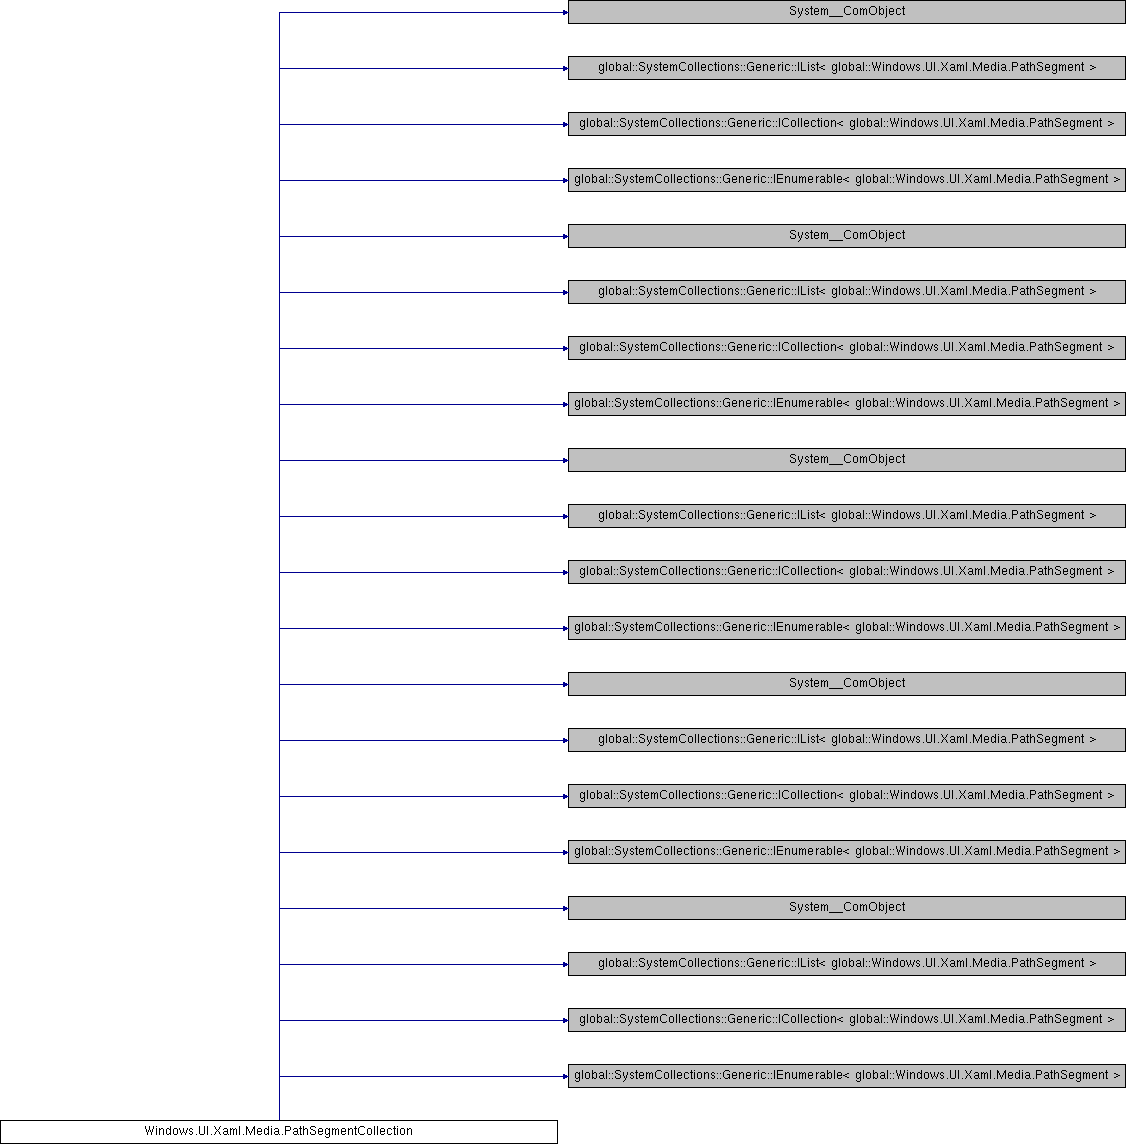 System__ComObject
global::SystemCollections::Generic::IList< global::Windows.UI.Xaml.Media.PathSegment >
global::SystemCollections::Generic::ICollection< global::Windows.UI.Xaml.Media.PathSegment >
global::SystemCollections::Generic::IEnumerable< global::Windows.UI.Xaml.Media.PathSegment >
System__ComObject
global::SystemCollections::Generic::IList< global::Windows.UI.Xaml.Media.PathSegment >
global::SystemCollections::Generic::ICollection< global::Windows.UI.Xaml.Media.PathSegment >
global::SystemCollections::Generic::IEnumerable< global::Windows.UI.Xaml.Media.PathSegment >
System__ComObject
global::SystemCollections::Generic::IList< global::Windows.UI.Xaml.Media.PathSegment >
global::SystemCollections::Generic::ICollection< global::Windows.UI.Xaml.Media.PathSegment >
global::SystemCollections::Generic::IEnumerable< global::Windows.UI.Xaml.Media.PathSegment >
System__ComObject
global::SystemCollections::Generic::IList< global::Windows.UI.Xaml.Media.PathSegment >
global::SystemCollections::Generic::ICollection< global::Windows.UI.Xaml.Media.PathSegment >
global::SystemCollections::Generic::IEnumerable< global::Windows.UI.Xaml.Media.PathSegment >
System__ComObject
global::SystemCollections::Generic::IList< global::Windows.UI.Xaml.Media.PathSegment >
global::SystemCollections::Generic::ICollection< global::Windows.UI.Xaml.Media.PathSegment >
global::SystemCollections::Generic::IEnumerable< global::Windows.UI.Xaml.Media.PathSegment >
Windows.UI.Xaml.Media.PathSegmentCollection